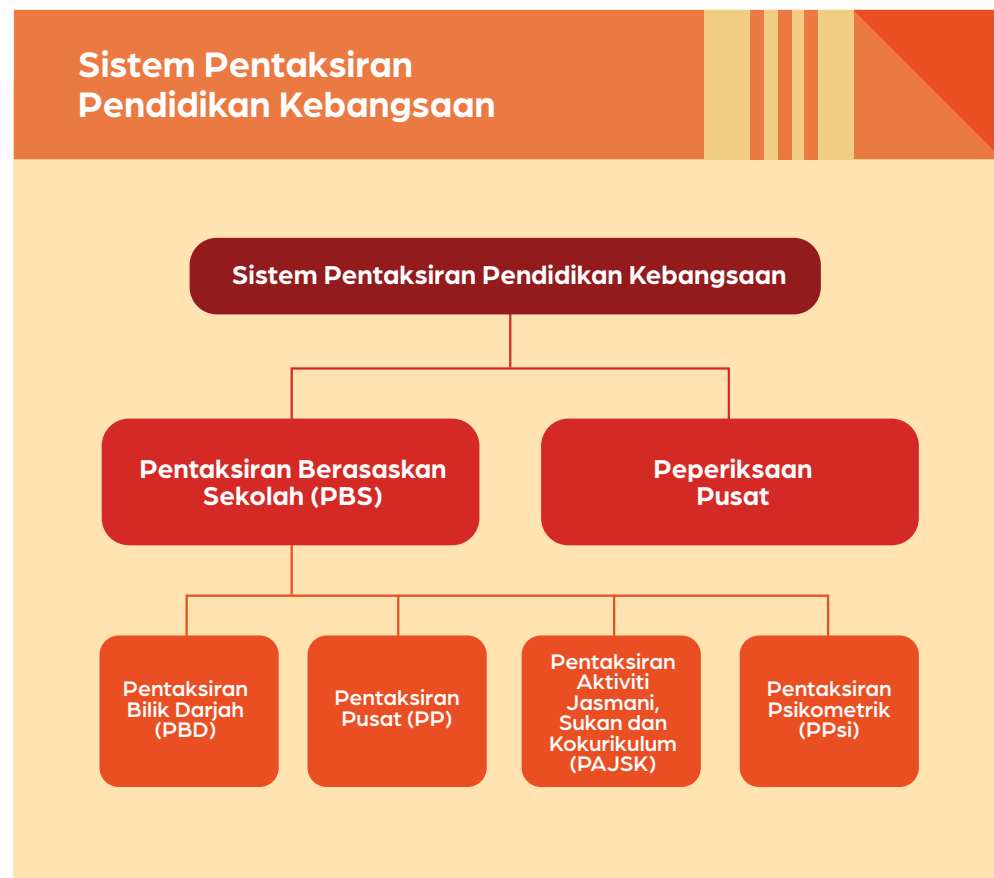 Sistem Pentaksiran
Pendidikan Kebangsaan
Sistem Pentaksiran Pendidikan Kebangsaan
Pentaksiran Berasaskan
Sekolah (PBS)
Peperiksaan
Pusat
Pentaksiran
Bilik Darjah
(PBD)
Pentaksiran
Pusat (PP)
Pentaksiran
Aktiviti
Jasmani,
Sukan dan
Kokurikulum
(PAJSK)
Pentaksiran
Psikometrik
(PPsi)